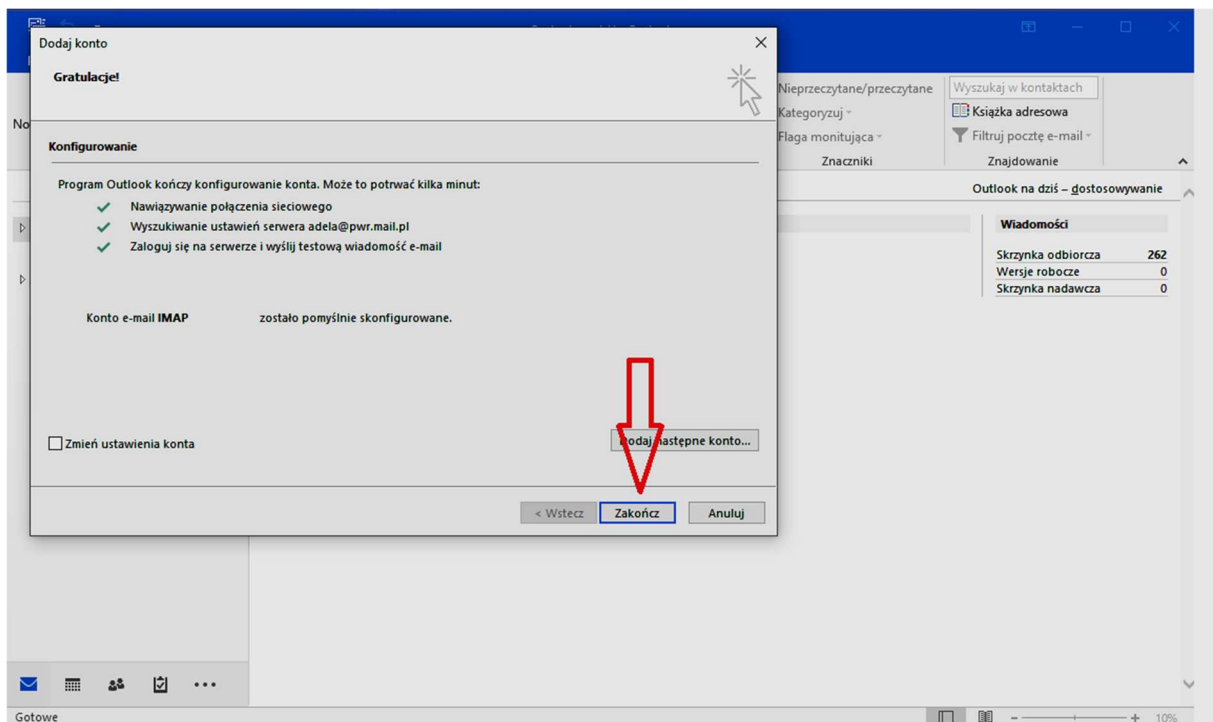 Dodaj konto
Gratulacje!
Konfigurowanie
Program Outlook kończy konfigurowanie konta. Może to potrwać kilka minut:
Nawiązywanie połączenia sieciowego
Wyszukiwanie ustawień serwera adela@pwr.mail.pl
Zaloguj się na serwerze i wyślij testową wiadomość e-mail
Konto e-mail IMAP zostało pomyślnie skonfigurowane.
Zmień ustawienia konta
Dodaj następne konto...
< Wstecz Zakończ Anuluj
No
Nieprzeczytane/przeczytane
Kategoryzuj
Flaga monitująca
Znaczniki
Wyszukaj w kontaktach
Książka adresowa
Filtruj pocztę e-mail
Znajdowanie
Outlook na dziś – dostosowywanie
Wiadomości
Skrzynka odbiorcza 262
Wersje robocze 0
Skrzynka nadawcza 0
Gotowe
10%